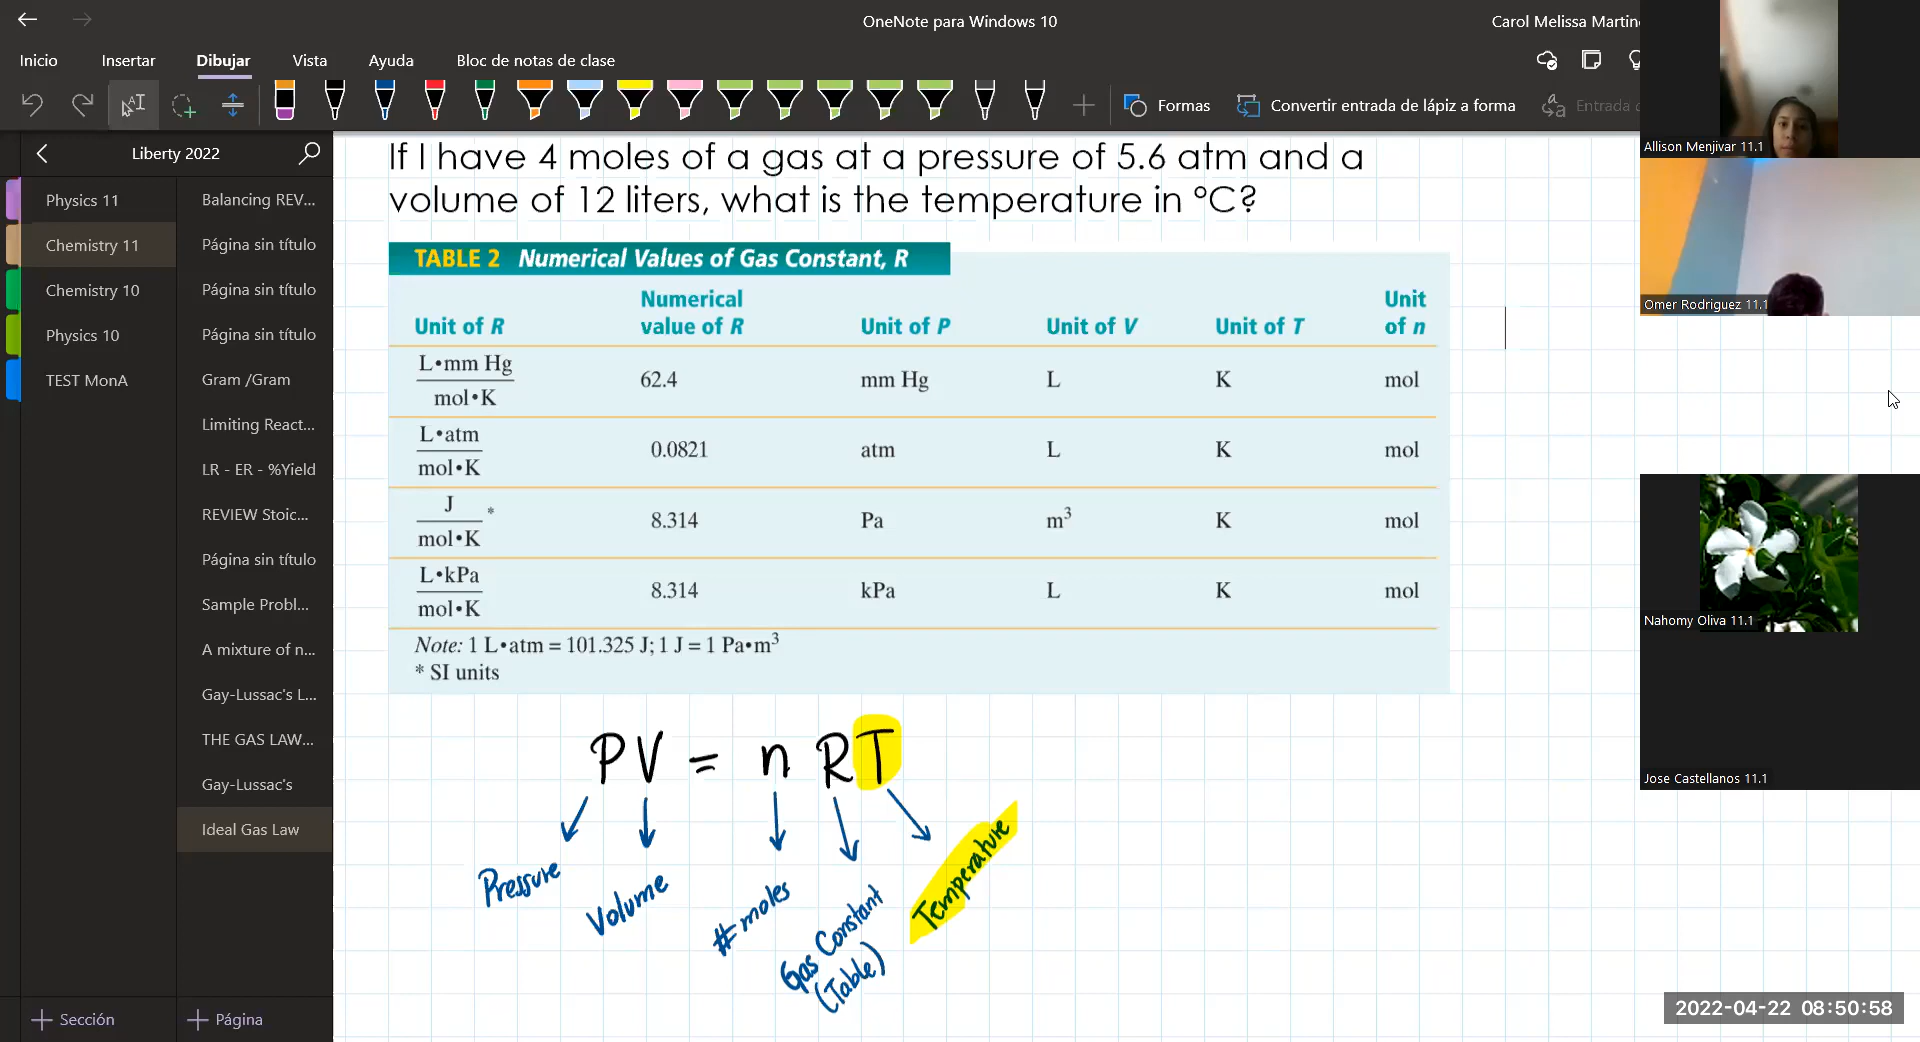 OneNote para Windows 10
Carol Melissa Martin
Inicio
Insertar
Dibujar
Vista
Ayuda
Bloc de notas de clase
Formas
Convertir entrada de lápiz a forma
Entrada
Liberty 2022
Physics 11
Chemistry 11
Chemistry 10
Physics 10
TEST MonA
Balancing REV...
Página sin título
Página sin título
Página sin título
Gram /Gram
Limiting React...
LR - ER - %Yield
REVIEW Stoic...
Página sin título
Sample Probl...
A mixture of n...
Gay-Lussac's L...
THE GAS LAW...
Gay-Lussac's
Ideal Gas Law
Sección
Página
If I have 4 moles of a gas at a pressure of 5.6 atm and a
volume of 12 liters, what is the temperature in °C?
TABLE 2 Numerical Values of Gas Constant, R
Unit of R Numerical value of R Unit of P Unit of V Unit of T Unit of n
L•mm Hg
mol•K
62.4 mm Hg L K mol
L•atm
mol•K
0.0821 atm L K mol
J *
mol•K
8.314 Pa m³ K mol
L•kPa
mol•K
8.314 kPa L K mol
Note: 1 L•atm = 101.325 J; 1 J = 1 Pa•m³
* SI units
PV = nRT
Pressure
Volume
# moles
Gas Constant
(Table)
Temperature
Allison Menjivar 11.1
Omer Rodriguez 11.1
Nahomy Oliva 11.1
Jose Castellanos 11.1
2022-04-22 08:50:58